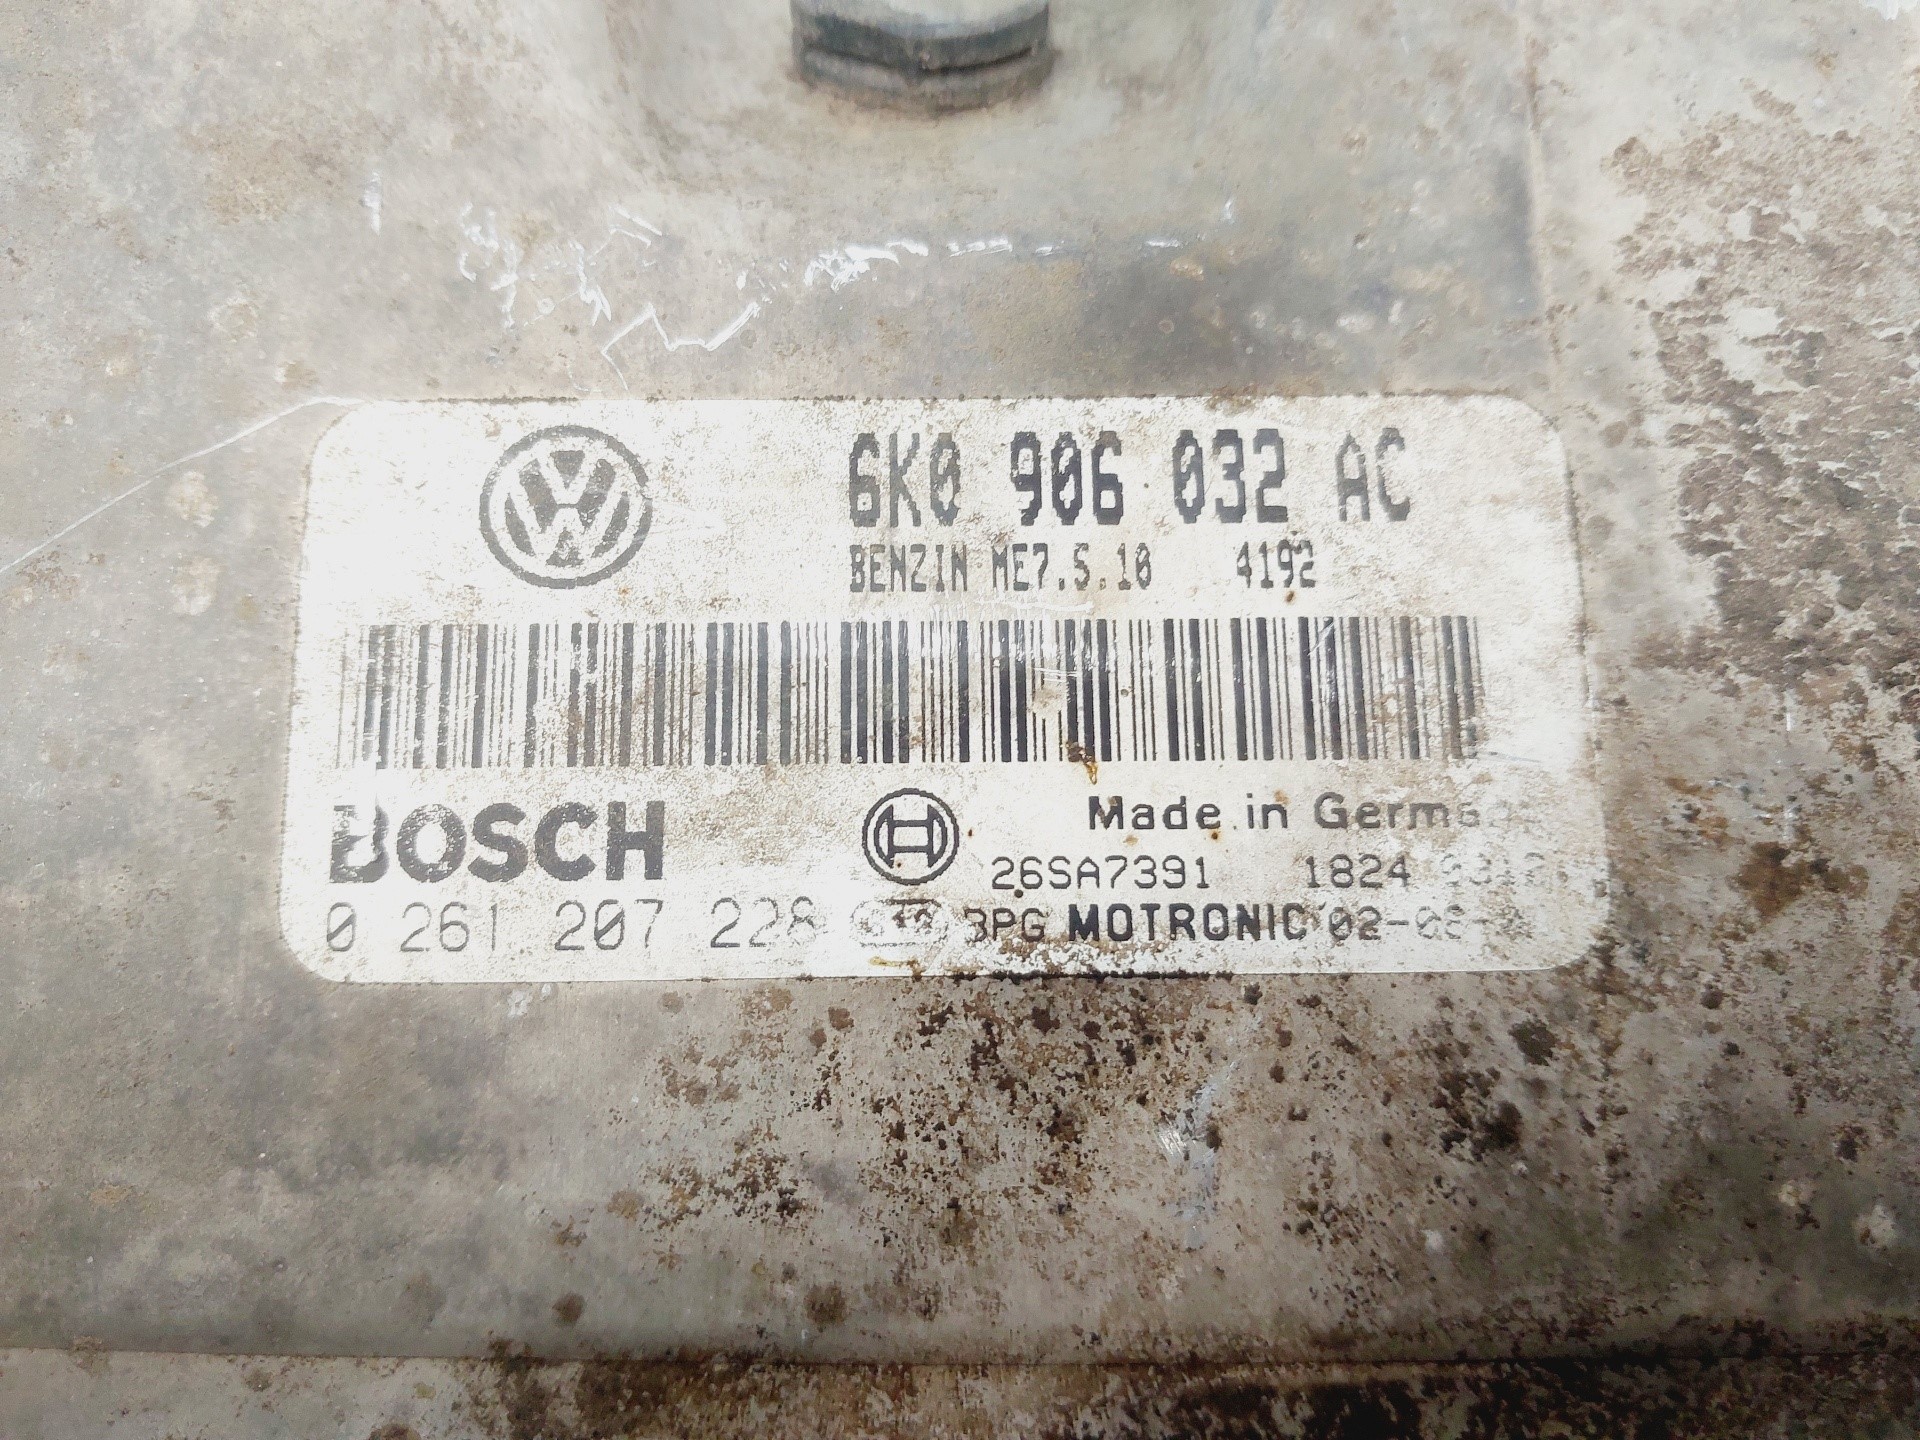 6K0 906 032 AC
BENZIN ME7.5.10 4192
BOSCH
Made in Germ
26SA7391 1824
0 261 207 228 3PG MOTRONIC